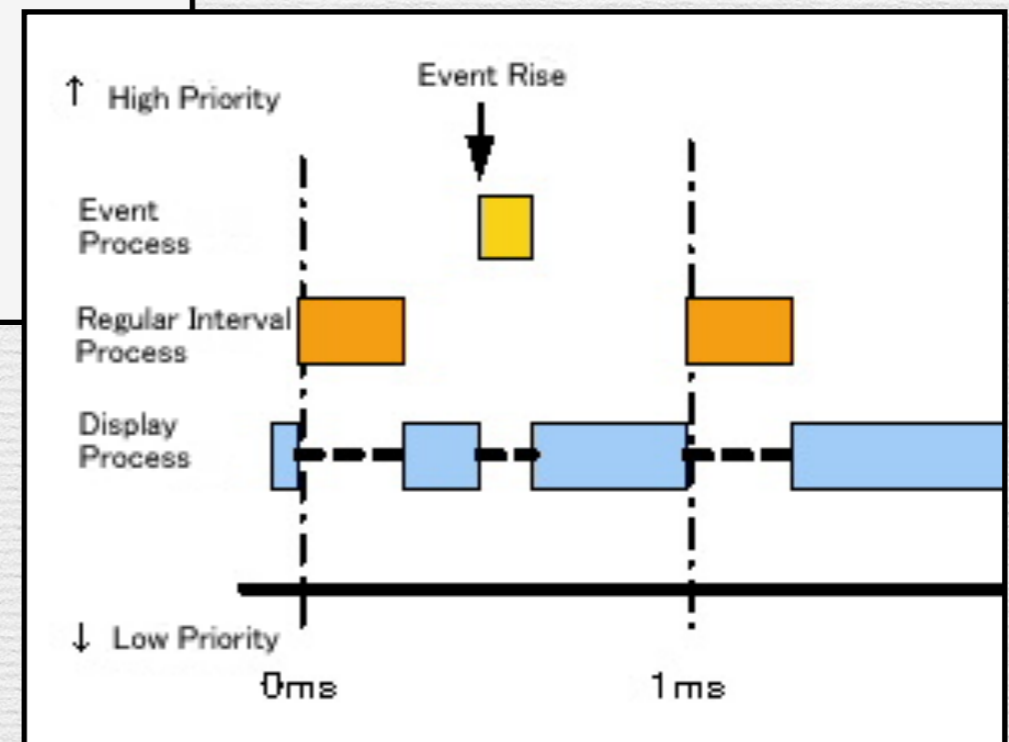 Event Rise
↑ High Priority
Event
Process
Regular Interval
Process
Display
Process
↓ Low Priority
0ms
1ms